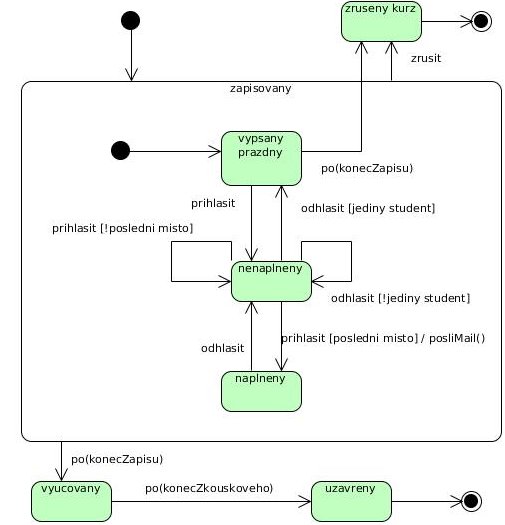 zruseny kurz
zrusit
zapisovany
vypsany
prazdny
po(konecZapisu)
prihlasit
odhlasit [jediny student]
prihlasit [!posledni misto]
nenaplneny
odhlasit [!jediny student]
prihlasit [posledni misto] / posliMail()
odhlasit
naplneny
po(konecZapisu)
vyucovany
po(konecZkouskoveho)
uzavreny